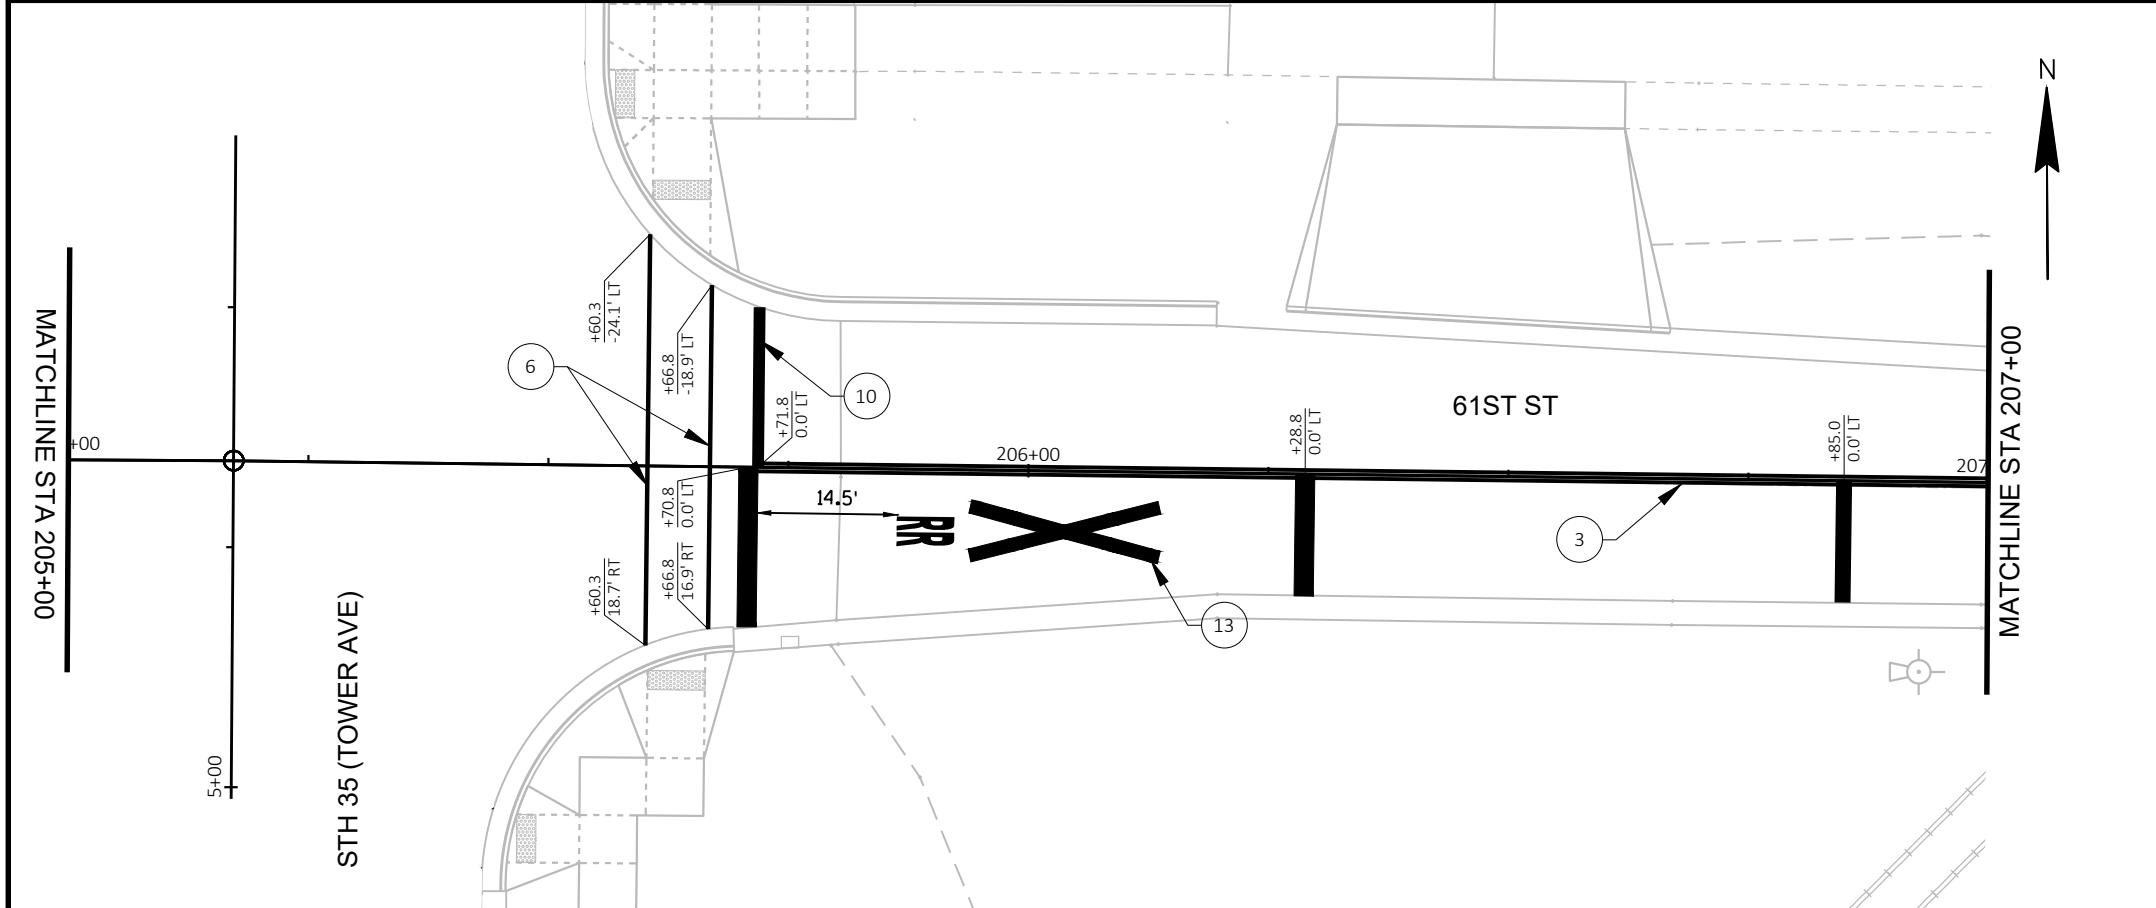 N
MATCHLINE STA 205+00
+00
5+00
STH 35 (TOWER AVE)
6
+60.3
-24.1' LT
+66.8
-18.9' LT
+71.8
0.0' LT
10
+70.8
0.0' LT
+60.3
18.7' RT
+66.8
16.9' RT
14.5'
RR
206+00
13
+28.8
0.0' LT
61ST ST
3
+85.0
0.0' LT
207
MATCHLINE STA 207+00